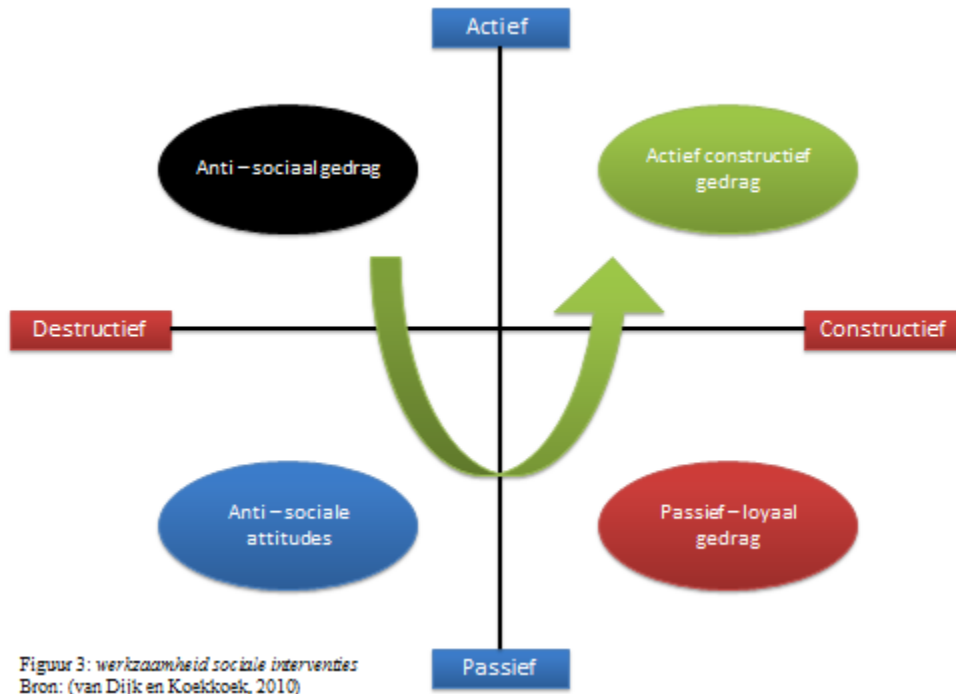 Actief
Anti – sociaal gedrag
Actief constructief
gedrag
Destructief
Constructief
Anti – sociale
attitudes
Passief – loyaal
gedrag
Passief
Figuur 3: werkzaamheid sociale interventies
Bron: (van Dijk en Koekkoek, 2010)